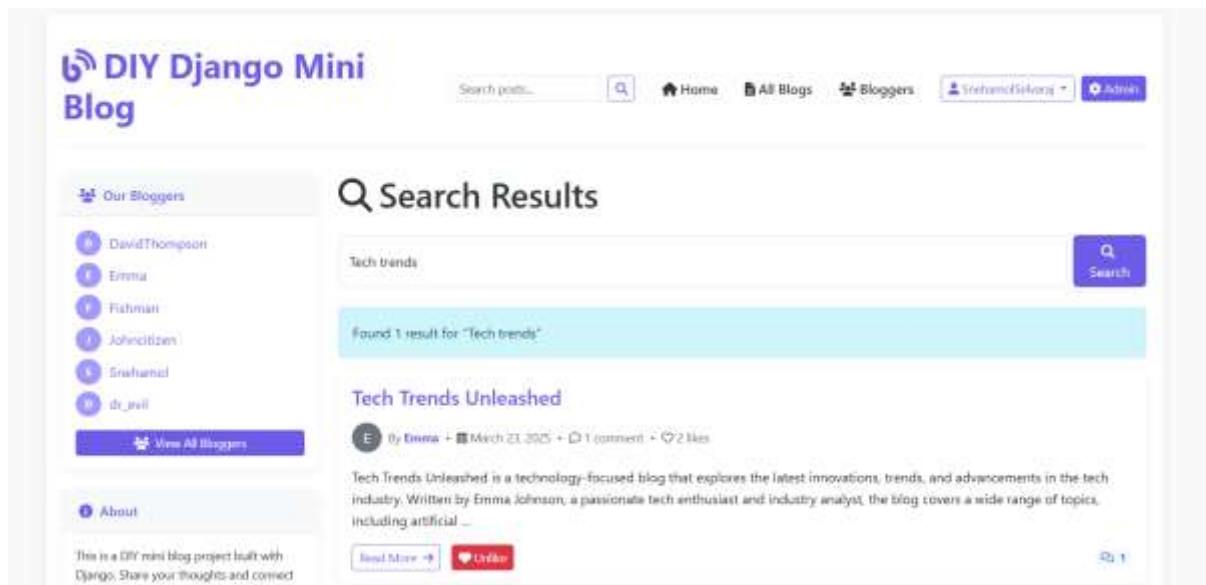 DIY Django Mini
Blog
Search posts...
Home
All Blogs
Bloggers
SnehamolSelvaraj
Admin
Our Bloggers
DavidThompson
Emma
Fishman
Johncitizen
Snehamol
dr_evil
View All Bloggers
About
This is a DIY mini blog project built with
Django. Share your thoughts and connect
Search Results
Tech trends
Search
Found 1 result for "Tech trends"
Tech Trends Unleashed
E By Emma • March 23, 2025 • 1 comment • 2 likes
Tech Trends Unleashed is a technology-focused blog that explores the latest innovations, trends, and advancements in the tech
industry. Written by Emma Johnson, a passionate tech enthusiast and industry analyst, the blog covers a wide range of topics,
including artificial ...
Read More → Unlike 1